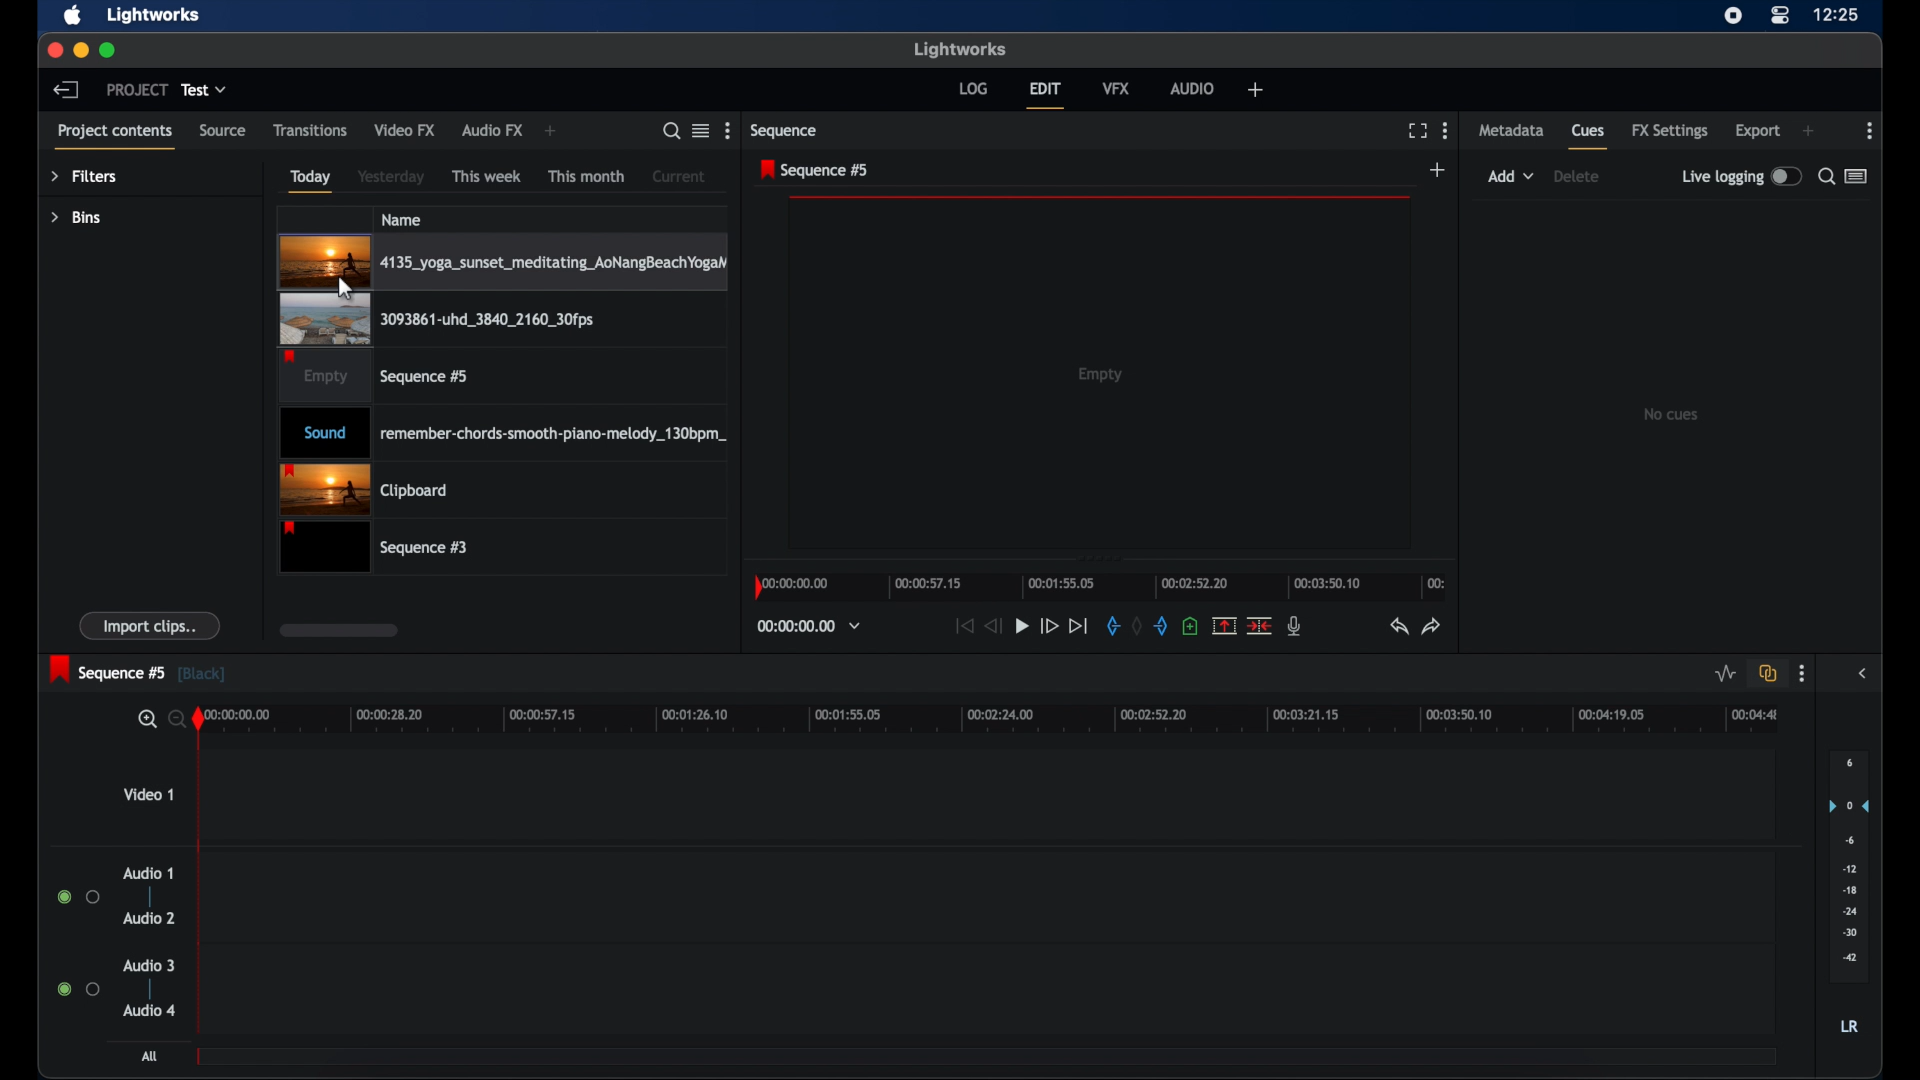 Lightworks
12:25
Lightworks
PROJECT Test
LOG EDIT VFX AUDIO +
Project contents Source Transitions Video FX Audio FX +
Sequence
Metadata Cues FX Settings Export +
Filters
Bins
Today Yesterday This week This month Current
Sequence #5
Add Delete Live logging
Name
4135_yoga_sunset_meditating_AoNangBeachYogaM
3093861-uhd_3840_2160_30fps
Empty Sequence #5
Sound remember-chords-smooth-piano-melody_130bpm_
Clipboard
Sequence #3
Empty
No cues
Import clips..
00:00:00.00 00:00:57.15 00:01:55.05 00:02:52.20 00:03:50.10 00:
00:00:00.00
Sequence #5 [Black]
00:00:00.00 00:00:28.20 00:00:57.15 00:01:26.10 00:01:55.05 00:02:24.00 00:02:52.20 00:03:21.15 00:03:50.10 00:04:19.05 00:04:48
Video 1
Audio 1
Audio 2
Audio 3
Audio 4
All
6
0
-6
-12
-18
-24
-30
-42
LR